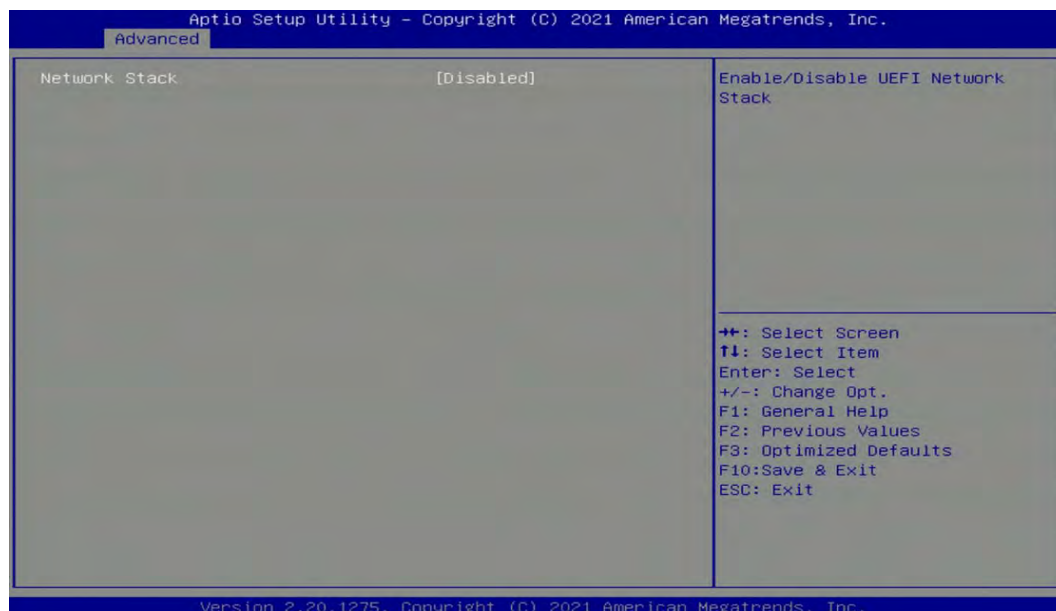 Aptio Setup Utility – Copyright (C) 2021 American Megatrends, Inc.
Advanced
Network Stack [Disabled]
Enable/Disable UEFI Network
Stack
→←: Select Screen
↑↓: Select Item
Enter: Select
+/-: Change Opt.
F1: General Help
F2: Previous Values
F3: Optimized Defaults
F10:Save & Exit
ESC: Exit
Version 2.20.1275. Copyright (C) 2021 American Megatrends, Inc.